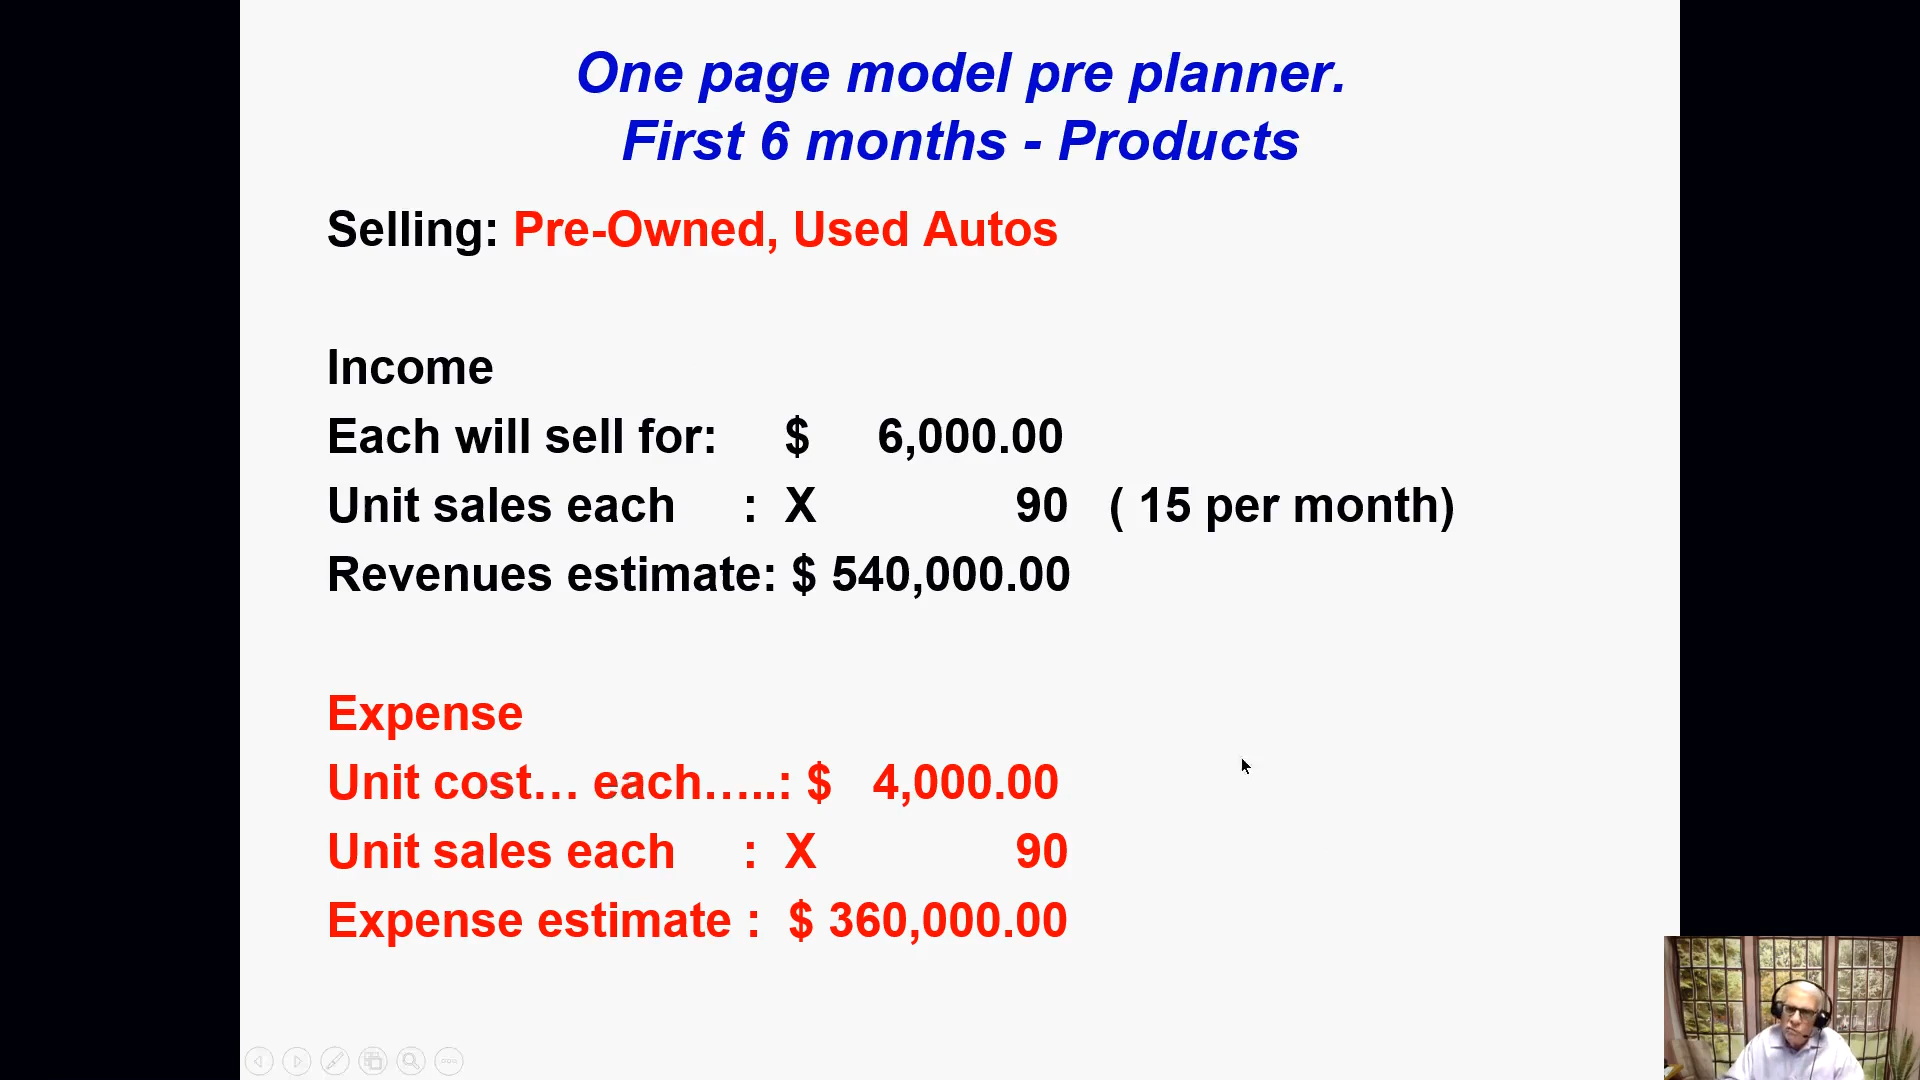 One page model pre planner.
First 6 months - Products
Selling: Pre-Owned, Used Autos
Income
Each will sell for: $ 6,000.00
Unit sales each : X 90 ( 15 per month)
Revenues estimate: $ 540,000.00
Expense
Unit cost… each…..: $ 4,000.00
Unit sales each : X 90
Expense estimate : $ 360,000.00